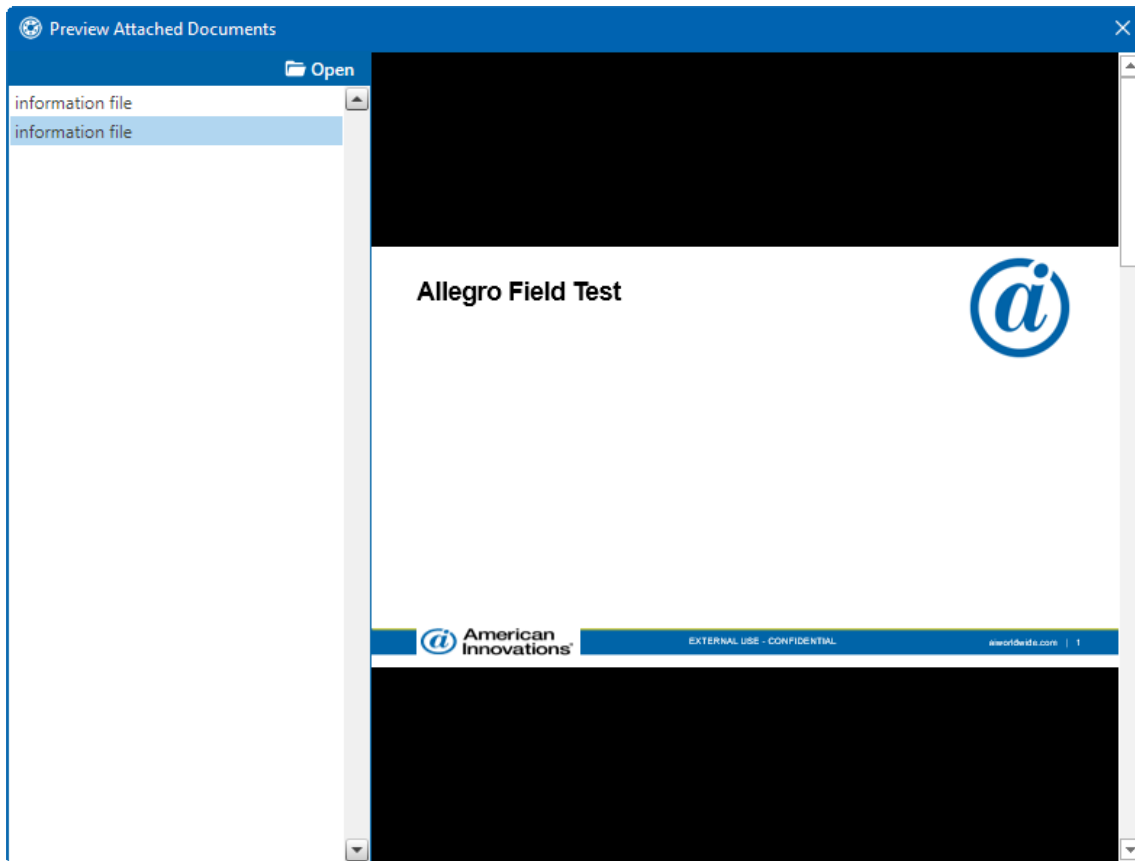 Preview Attached Documents
Open
information file
information file
Allegro Field Test
American
Innovations®
EXTERNAL USE - CONFIDENTIAL
aiworldwide.com | 1